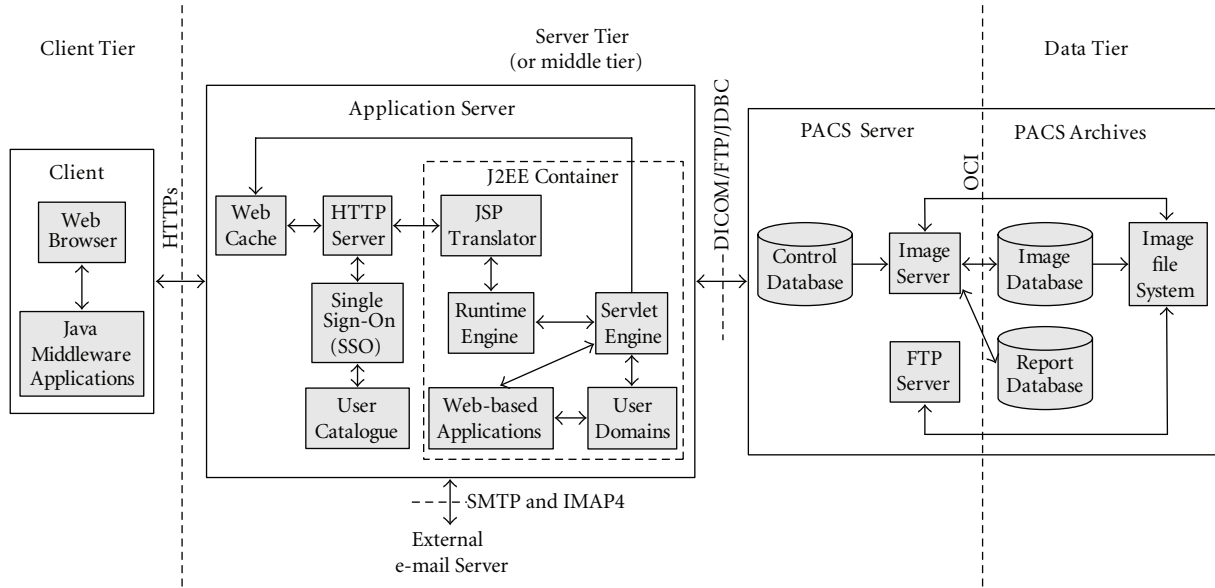 Client Tier
Server Tier
(or middle tier)
Data Tier
Application Server
PACS Server
PACS Archives
Client
J2EE Container
Web
Browser
Java
Middleware
Applications
HTTPs
Web
Cache
HTTP
Server
JSP
Translator
Single
Sign-On
(SSO)
Runtime
Engine
Servlet
Engine
User
Catalogue
Web-based
Applications
User
Domains
SMTP and IMAP4
External
e-mail Server
DICOM/FTP/JDBC
OCI
Control
Database
Image
Server
Image
Database
Image
file
System
FTP
Server
Report
Database